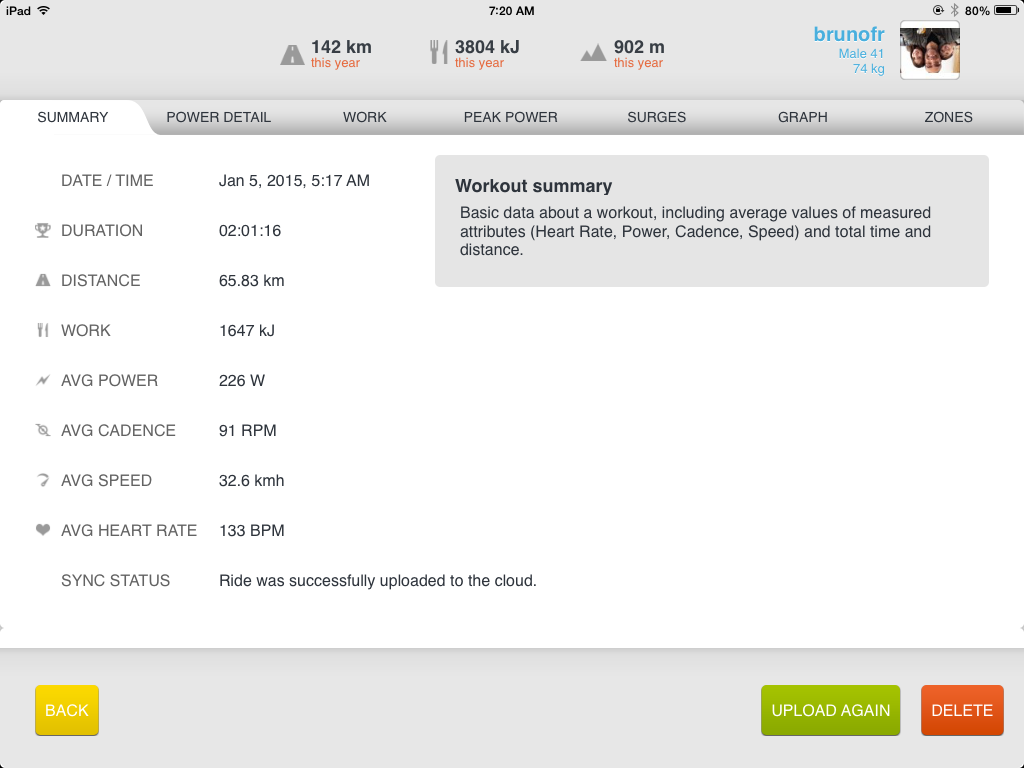 iPad 7:20 AM 80%
142 km 3804 kJ 902 m
this year this year this year
brunofr
Male 41
74 kg
SUMMARY POWER DETAIL WORK PEAK POWER SURGES GRAPH ZONES
DATE / TIME Jan 5, 2015, 5:17 AM
DURATION 02:01:16
DISTANCE 65.83 km
WORK 1647 kJ
AVG POWER 226 W
AVG CADENCE 91 RPM
AVG SPEED 32.6 kmh
AVG HEART RATE 133 BPM
SYNC STATUS Ride was successfully uploaded to the cloud.
Workout summary
Basic data about a workout, including average values of measured
attributes (Heart Rate, Power, Cadence, Speed) and total time and
distance.
BACK UPLOAD AGAIN DELETE